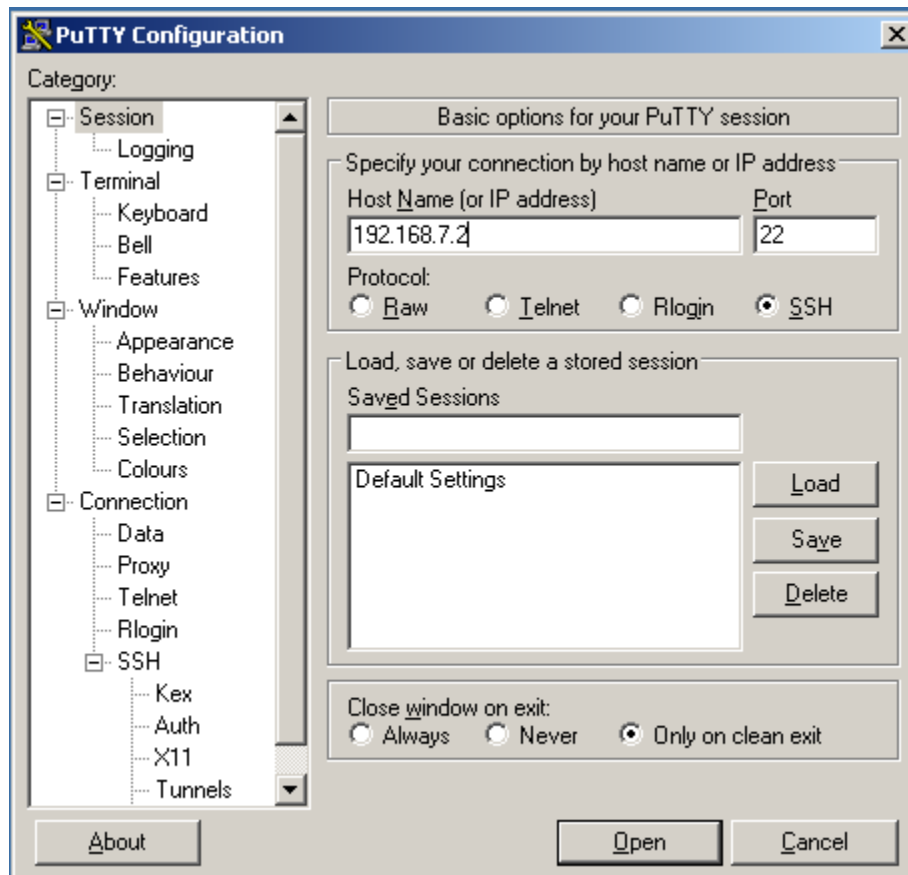 PuTTY Configuration
Category:
Session
Logging
Terminal
Keyboard
Bell
Features
Window
Appearance
Behaviour
Translation
Selection
Colours
Connection
Data
Proxy
Telnet
Rlogin
SSH
Kex
Auth
X11
Tunnels
Basic options for your PuTTY session
Specify your connection by host name or IP address
Host Name (or IP address) Port
192.168.7.2 22
Protocol:
Raw Telnet Rlogin SSH
Load, save or delete a stored session
Saved Sessions
Default Settings
Load
Save
Delete
Close window on exit:
Always Never Only on clean exit
About Open Cancel